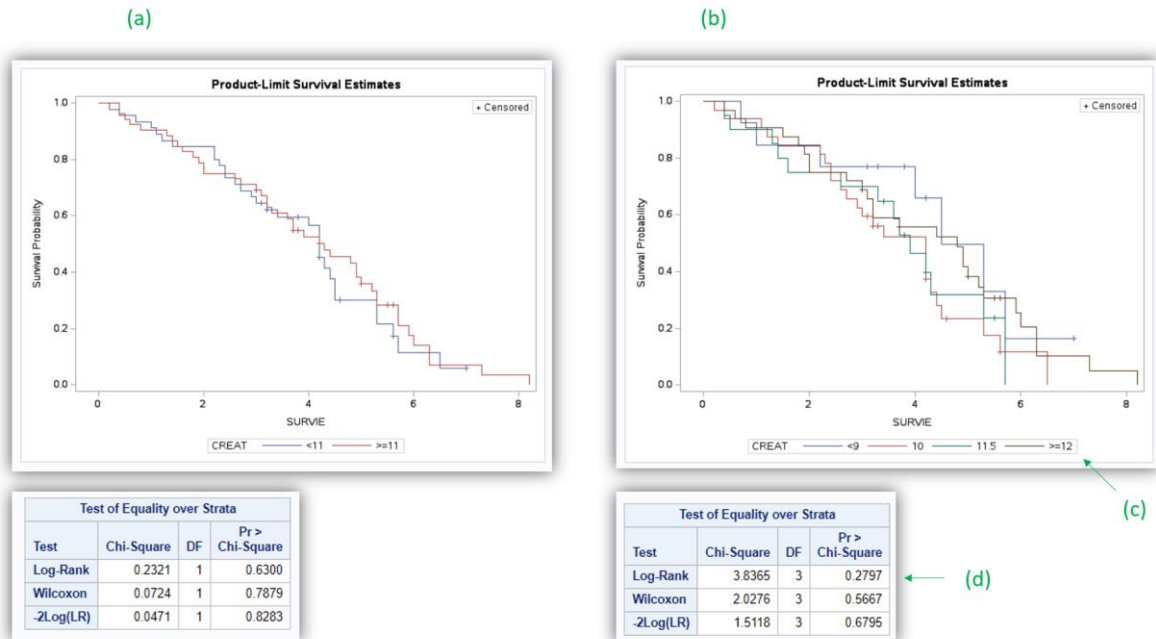 (a)
Product-Limit Survival Estimates
+ Censored
1.0
0.8
0.6
0.4
0.2
0.0
Survival Probability
0 2 4 6 8
SURVIE
CREAT <11 >=11
Test of Equality over Strata
Test Chi-Square DF Pr > Chi-Square
Log-Rank 0.2321 1 0.6300
Wilcoxon 0.0724 1 0.7879
-2Log(LR) 0.0471 1 0.8283
(b)
Product-Limit Survival Estimates
+ Censored
1.0
0.8
0.6
0.4
0.2
0.0
Survival Probability
0 2 4 6 8
SURVIE
CREAT <9 10 11.5 >=12
(c)
Test of Equality over Strata
Test Chi-Square DF Pr > Chi-Square
Log-Rank 3.8365 3 0.2797
Wilcoxon 2.0276 3 0.5667
-2Log(LR) 1.5118 3 0.6795
(d)